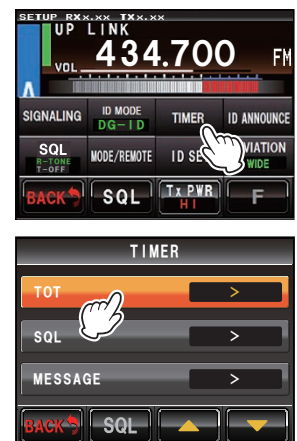 SETUP RXx.xx TXx.xx
UP LINK
VOL 434.700 FM
SIGNALING ID MODE DG-ID TIMER ID ANNOUNCE
SQL R-TONE T-OFF MODE/REMOTE ID SE VIATION WIDE
BACK SQL Tx PWR HI F
TIMER
TOT >
SQL >
MESSAGE >
BACK SQL